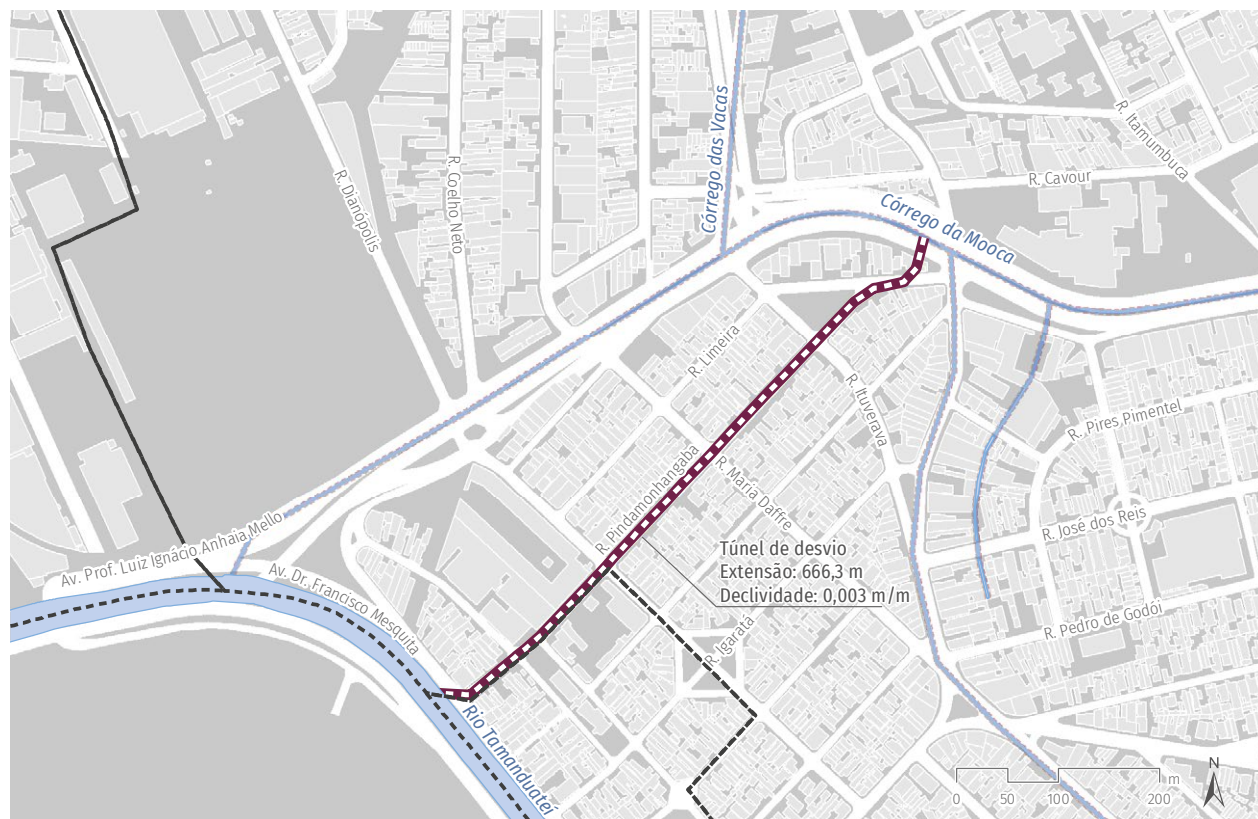 Córrego das Vacas
R. Itamumbuca
R. Cavour
R. Dianópolis
R. Coelho Neto
Córrego da Mooca
R. Limeira
R. Ituverava
R. Pires Pimentel
R. Pindamonhangaba
R. Maria Daffre
R. José dos Reis
Av. Prof. Luiz Ignácio Anhaia Mello
Av. Dr. Francisco Mesquita
Túnel de desvio
Extensão: 666,3 m
Declividade: 0,003 m/m
R. Igarata
R. Pedro de Godói
Rio Tamanduateí
N
m
0 50 100 200